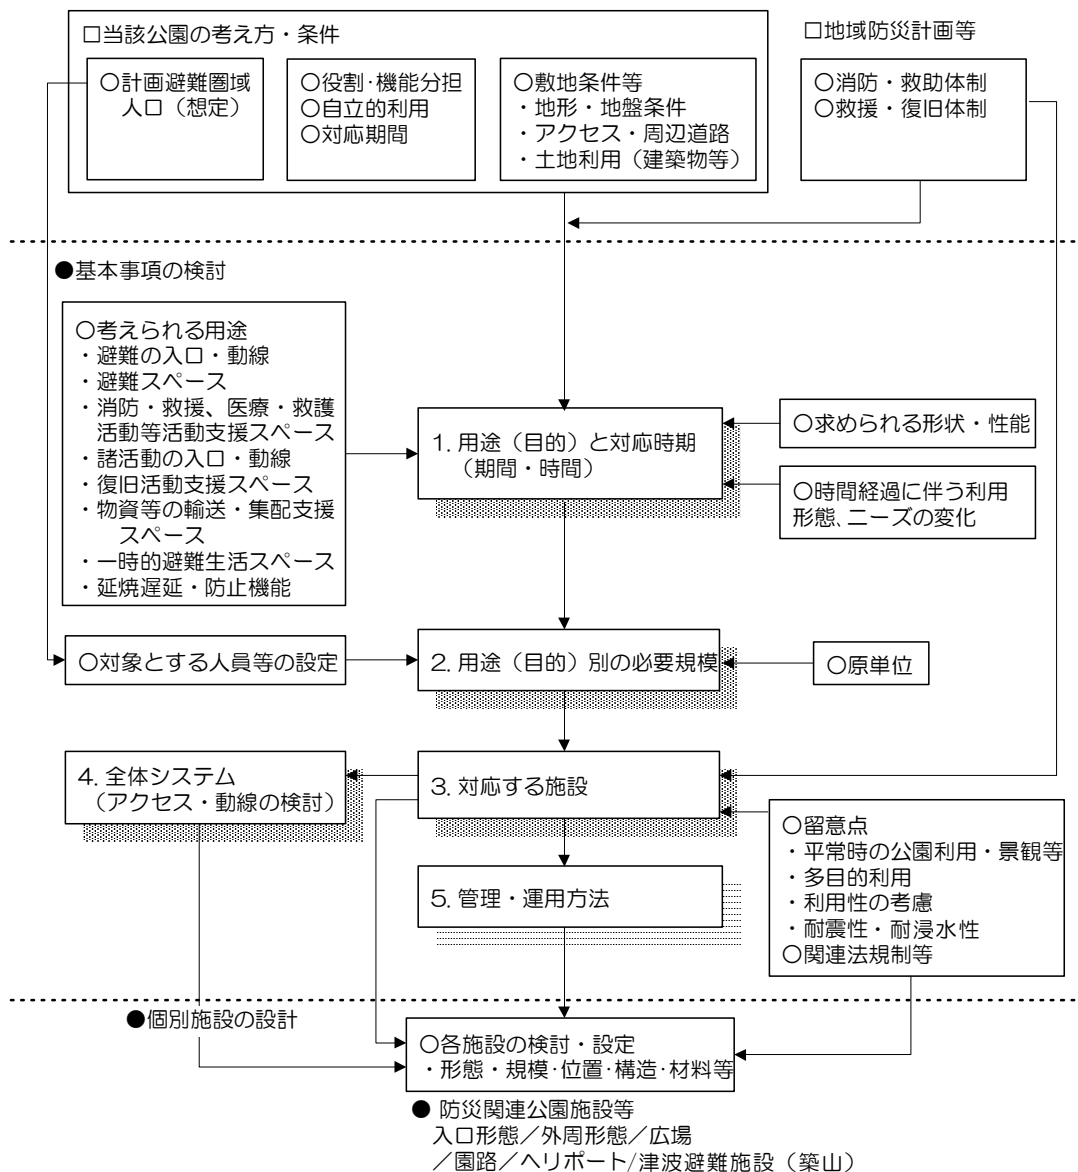 □当該公園の考え方・条件
○計画避難圏域
人口（想定）
○役割・機能分担
○自立的利用
○対応期間
○敷地条件等
・地形・地盤条件
・アクセス・周辺道路
・土地利用（建築物等）
□地域防災計画等
○消防・救助体制
○救援・復旧体制
●基本事項の検討
○考えられる用途
・避難の入口・動線
・避難スペース
・消防・救援、医療・救護
活動等活動支援スペース
・諸活動の入口・動線
・復旧活動支援スペース
・物資等の輸送・集配支援
スペース
・一時的避難生活スペース
・延焼遅延・防止機能
1. 用途（目的）と対応時期
（期間・時間）
○求められる形状・性能
○時間経過に伴う利用
形態、ニーズの変化
○対象とする人員等の設定
2. 用途（目的）別の必要規模
○原単位
4. 全体システム
（アクセス・動線の検討）
3. 対応する施設
○留意点
・平常時の公園利用・景観等
・多目的利用
・利用性の考慮
・耐震性・耐浸水性
○関連法規制等
5. 管理・運用方法
●個別施設の設計
○各施設の検討・設定
・形態・規模・位置・構造・材料等
● 防災関連公園施設等
入口形態／外周形態／広場
／園路／ヘリポート/津波避難施設（築山）